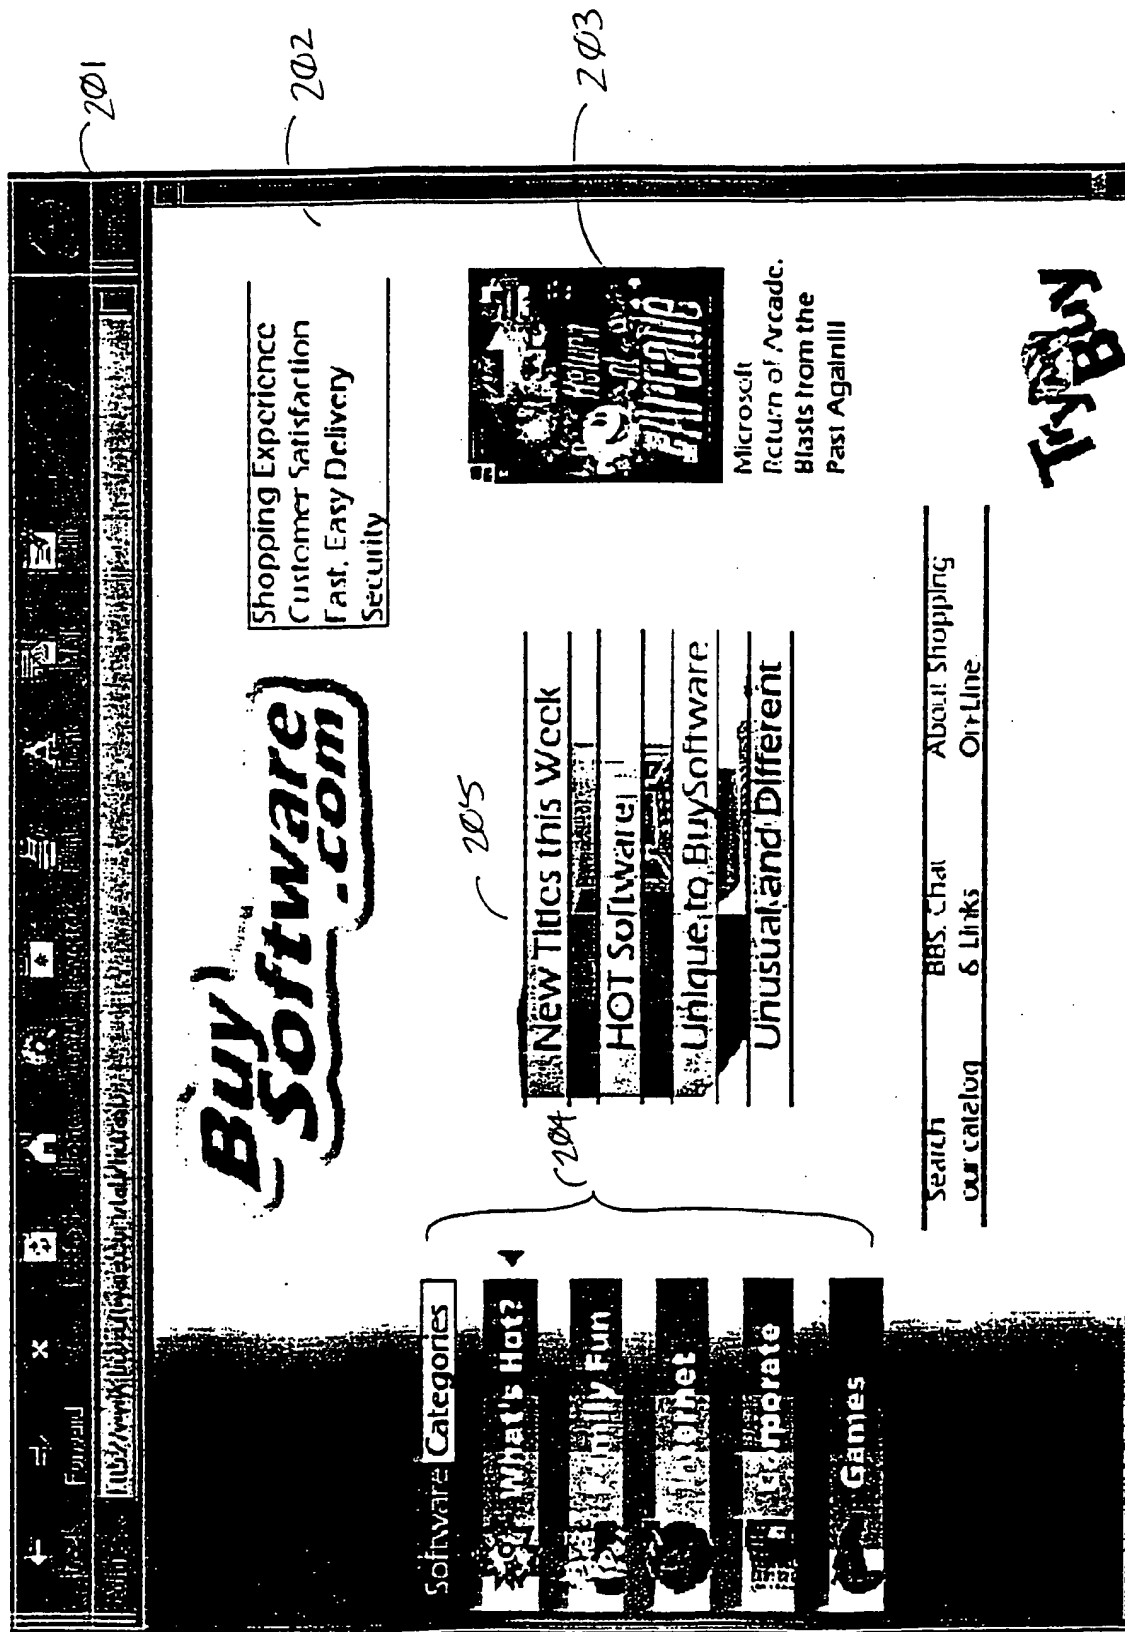 201
202
203
205
204
Forward
Buy
Software
.com
Shopping Experience
Customer Satisfaction
Fast, Easy Delivery
Security
Software Categories
What's Hot?
Family Fun
Corporate
Games
New Titles this Week
HOT Software
Unique to BuySoftware
Unusual and Different
Microsoft
Return of Arcade.
Blasts from the
Past Again!!!
Search
our catalog
BBS, Chat
& Links
About Shopping
On-Line
Try
Buy